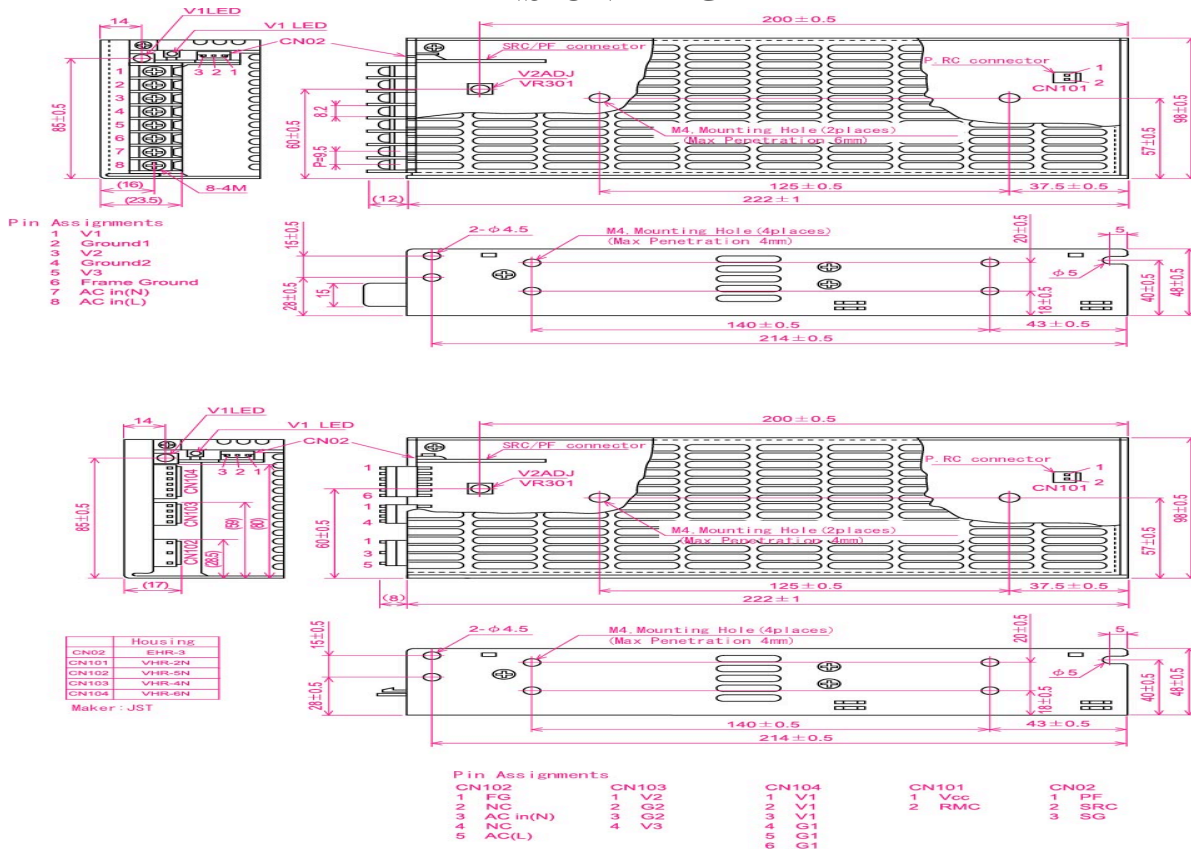 14
V1LED
V1 LED
CN02
3 2 1
1
2
3
4
5
6
7
8
85±0.5
(16)
(23.5)
8-4M
200±0.5
SRC/PF connector
V2ADJ
VR301
P.RC connector
1
2
CN101
60±0.5
8.2
P=9.5
M4,Mounting Hole(2places)
(Max Penetration 6mm)
57±0.5
98±0.5
125±0.5
37.5±0.5
(12)
222±1
Pin Assignments
1 V1
2 Ground1
3 V2
4 Ground2
5 V3
6 Frame Ground
7 AC in(N)
8 AC in(L)
15±0.5
28±0.5
15
2-φ4.5
M4,Mounting Hole(4places)
(Max Penetration 4mm)
20±0.5
18±0.5
5
φ5
40±0.5
48±0.5
140±0.5
43±0.5
214±0.5
14
V1LED
V1 LED
CN02
3 2 1
CN104
CN103
CN102
85±0.5
(28.5)
(59)
(80)
(17)
200±0.5
SRC/PF connector
V2ADJ
VR301
P.RC connector
1
2
CN101
1
6
1
4
1
3
5
60±0.5
M4,Mounting Hole(2places)
(Max Penetration 4mm)
57±0.5
98±0.5
125±0.5
37.5±0.5
(8)
222±1
Housing
CN02 EHR-3
CN101 VHR-2N
CN102 VHR-5N
CN103 VHR-4N
CN104 VHR-6N
Maker:JST
15±0.5
28±0.5
2-φ4.5
M4,Mounting Hole(4places)
(Max Penetration 4mm)
20±0.5
18±0.5
5
φ5
40±0.5
48±0.5
140±0.5
43±0.5
214±0.5
Pin Assignments
CN102
1 FG
2 NC
3 AC in(N)
4 NC
5 AC(L)
CN103
1 V2
2 G2
3 G2
4 V3
CN104
1 V1
2 V1
3 V1
4 G1
5 G1
6 G1
CN101
1 Vcc
2 RMC
CN02
1 PF
2 SRC
3 SG